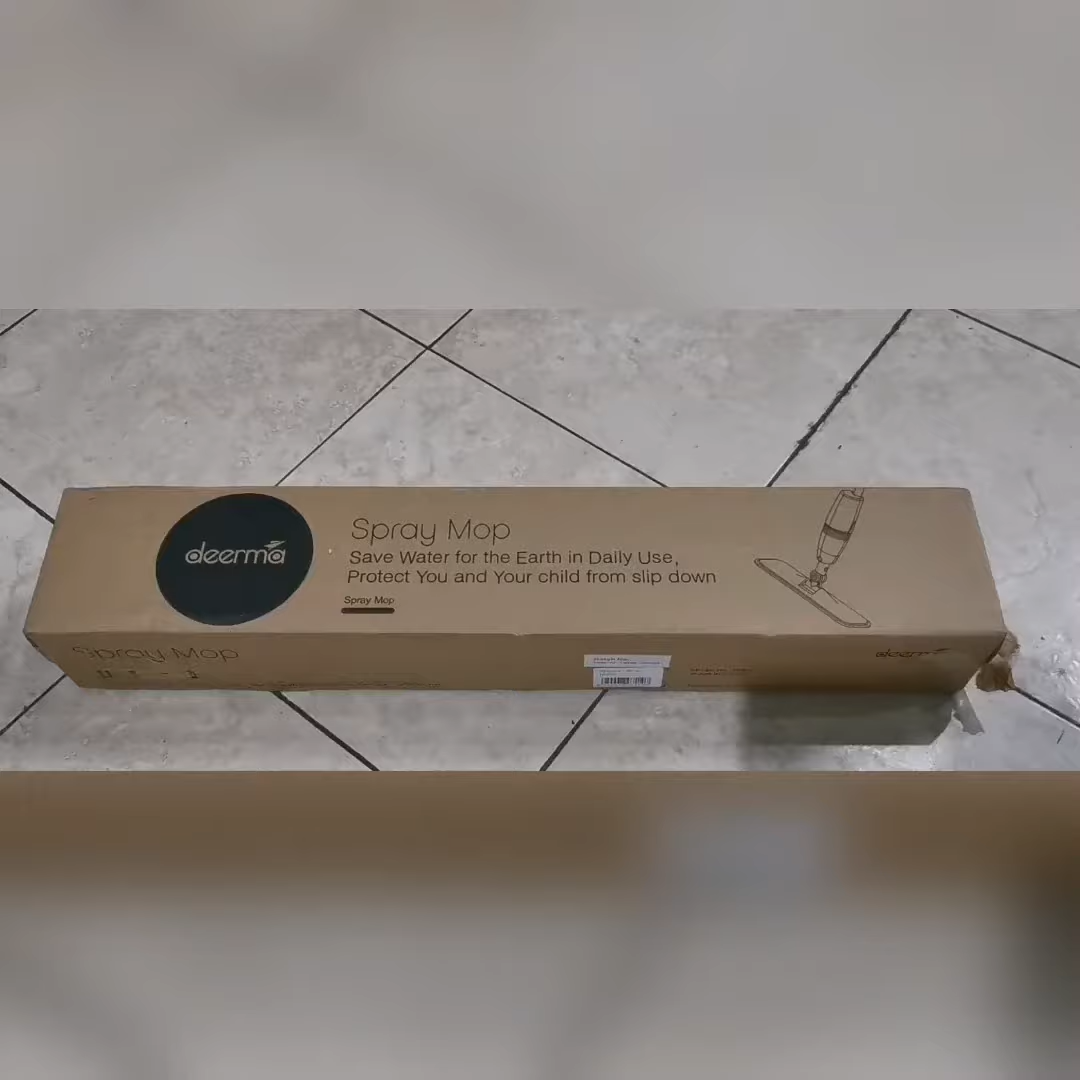 deerma
Spray Mop
Save Water for the Earth in Daily Use,
Protect You and Your child from slip down
Spray Mop
Spray Mop
deerma